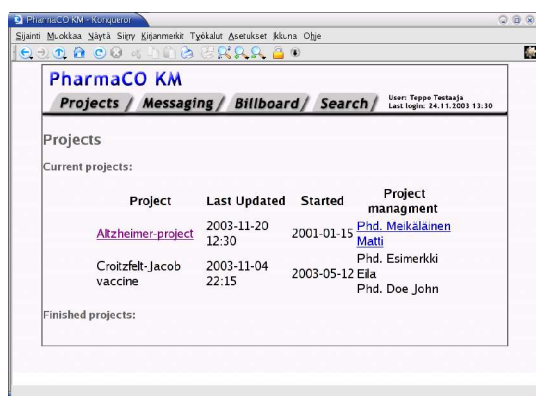 PharmaCO KM - Konqueror
Sijainti Muokkaa Näytä Siirry Kirjanmerkit Työkalut Asetukset Ikkuna Ohje
PharmaCO KM
Projects / Messaging / Billboard / Search /
User: Teppo Testaaja
Last login: 24.11.2003 13:30
Projects
Current projects:
Project Last Updated Started Project managment
Altzheimer-project 2003-11-20 12:30 2001-01-15 Phd. Meikäläinen Matti
Croitzfelt-Jacob vaccine 2003-11-04 22:15 2003-05-12 Phd. Esimerkki Eila
Phd. Doe John
Finished projects: